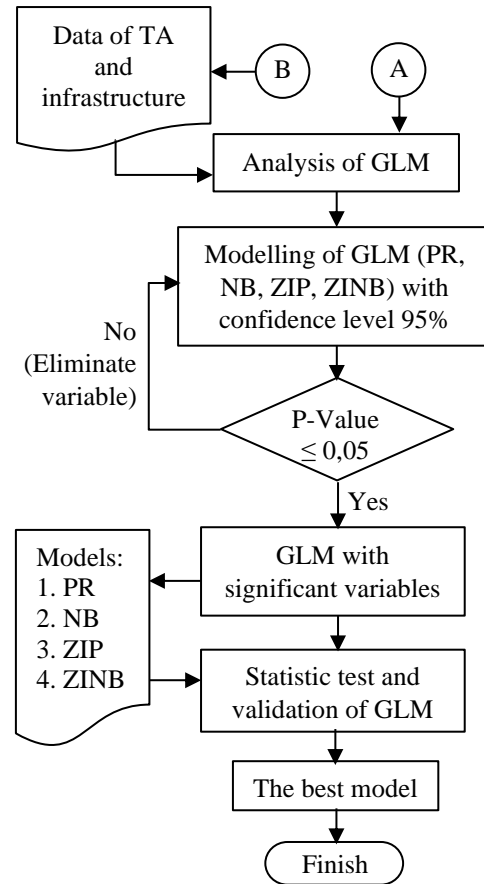 Data of TA
and
infrastructure
B
A
Analysis of GLM
Modelling of GLM (PR,
NB, ZIP, ZINB) with
confidence level 95%
No
(Eliminate
variable)
P-Value
≤ 0,05
Yes
GLM with
significant variables
Models:
1. PR
2. NB
3. ZIP
4. ZINB
Statistic test and
validation of GLM
The best model
Finish